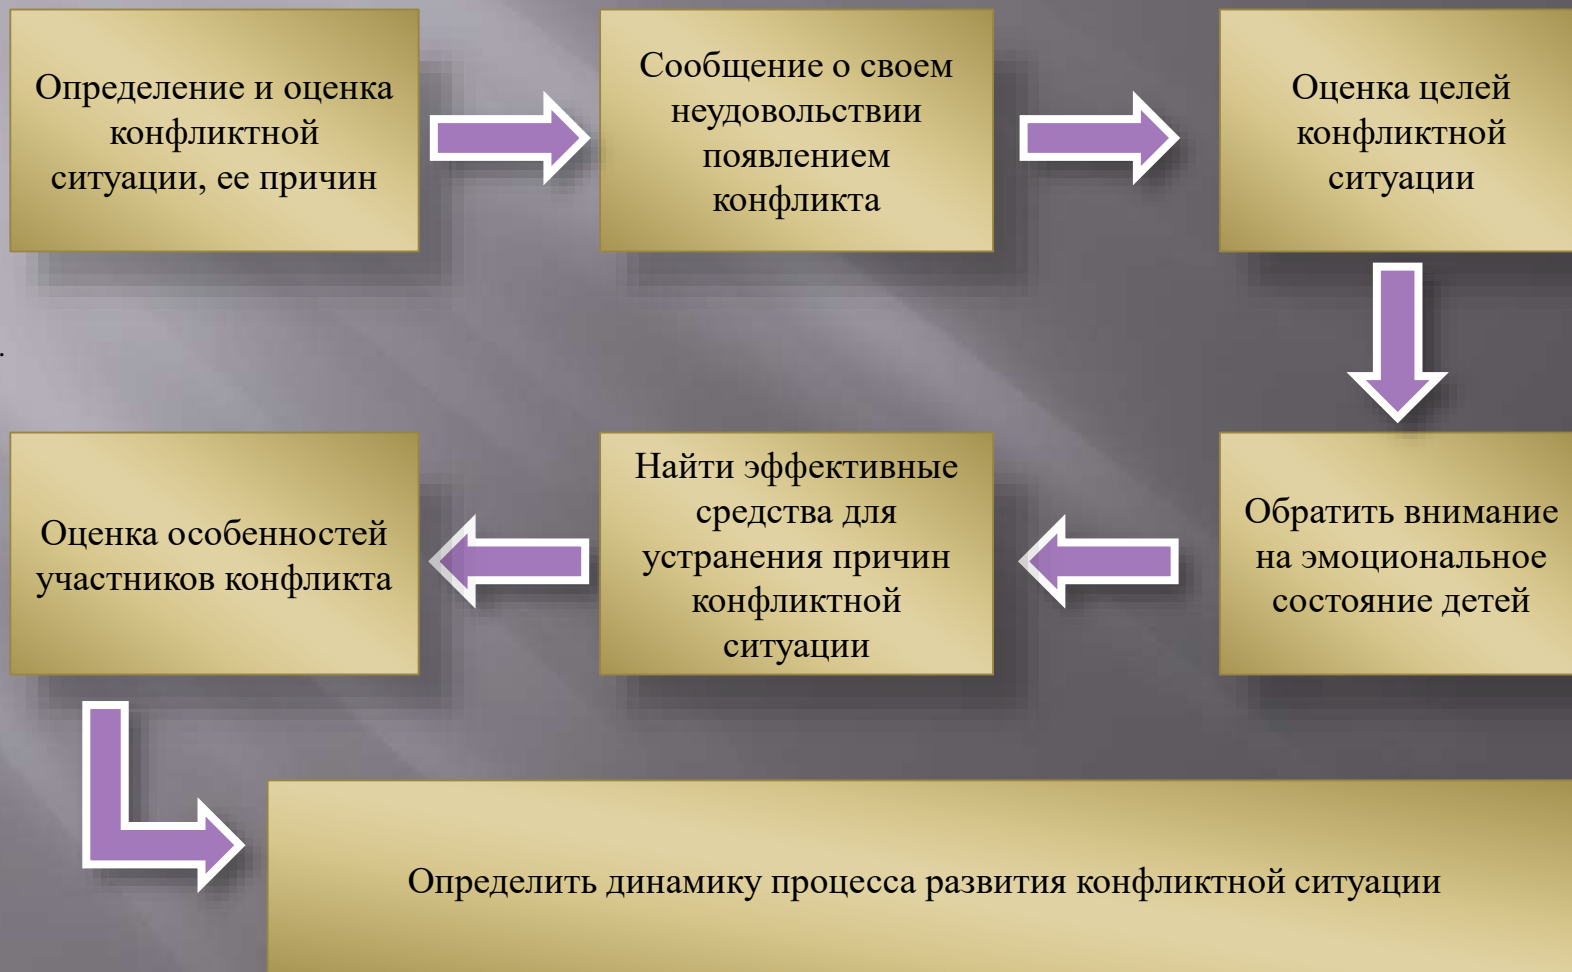 Определение и оценка
конфликтной
ситуации, ее причин
Сообщение о своем
неудовольствии
появлением
конфликта
Оценка целей
конфликтной
ситуации
.
Обратить внимание
на эмоциональное
состояние детей
Найти эффективные
средства для
устранения причин
конфликтной
ситуации
Оценка особенностей
участников конфликта
Определить динамику процесса развития конфликтной ситуации